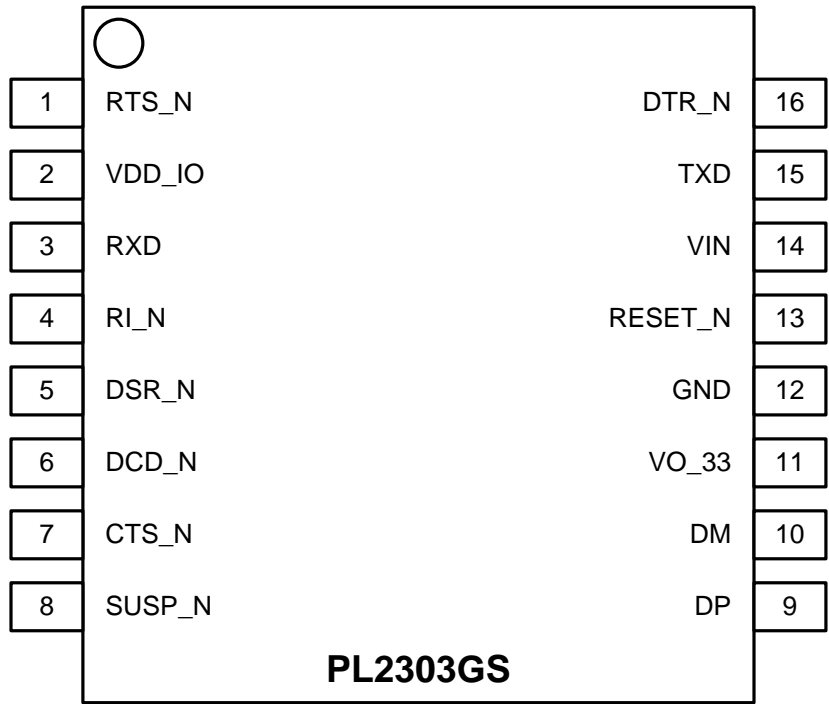 1 RTS_N DTR_N 16
2 VDD_IO TXD 15
3 RXD VIN 14
4 RI_N RESET_N 13
5 DSR_N GND 12
6 DCD_N VO_33 11
7 CTS_N DM 10
8 SUSP_N DP 9
PL2303GS